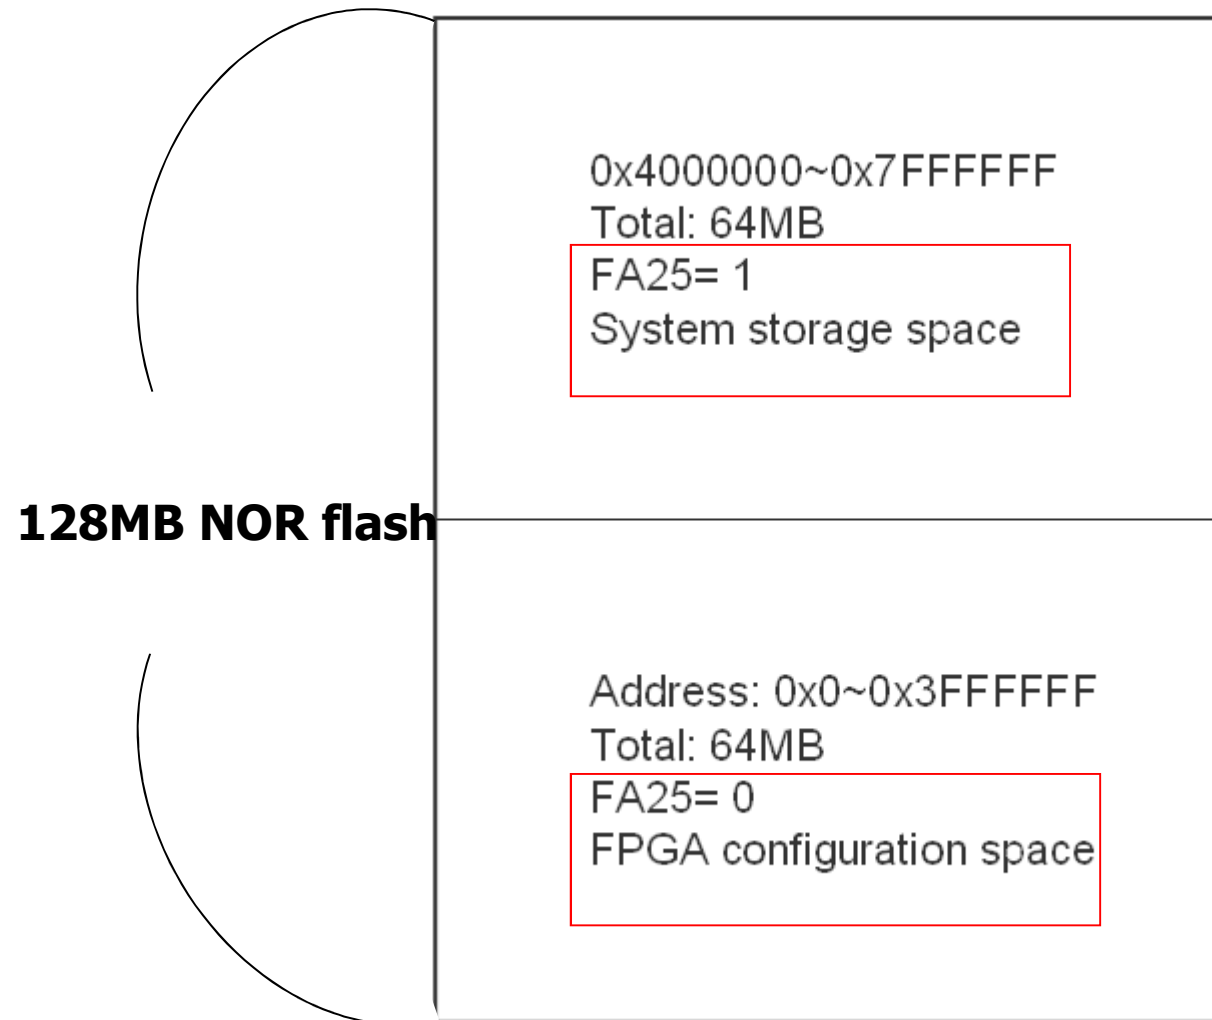 0x4000000~0x7FFFFFF
Total: 64MB
FA25= 1
System storage space
128MB NOR flash
Address: 0x0~0x3FFFFFF
Total: 64MB
FA25= 0
FPGA configuration space